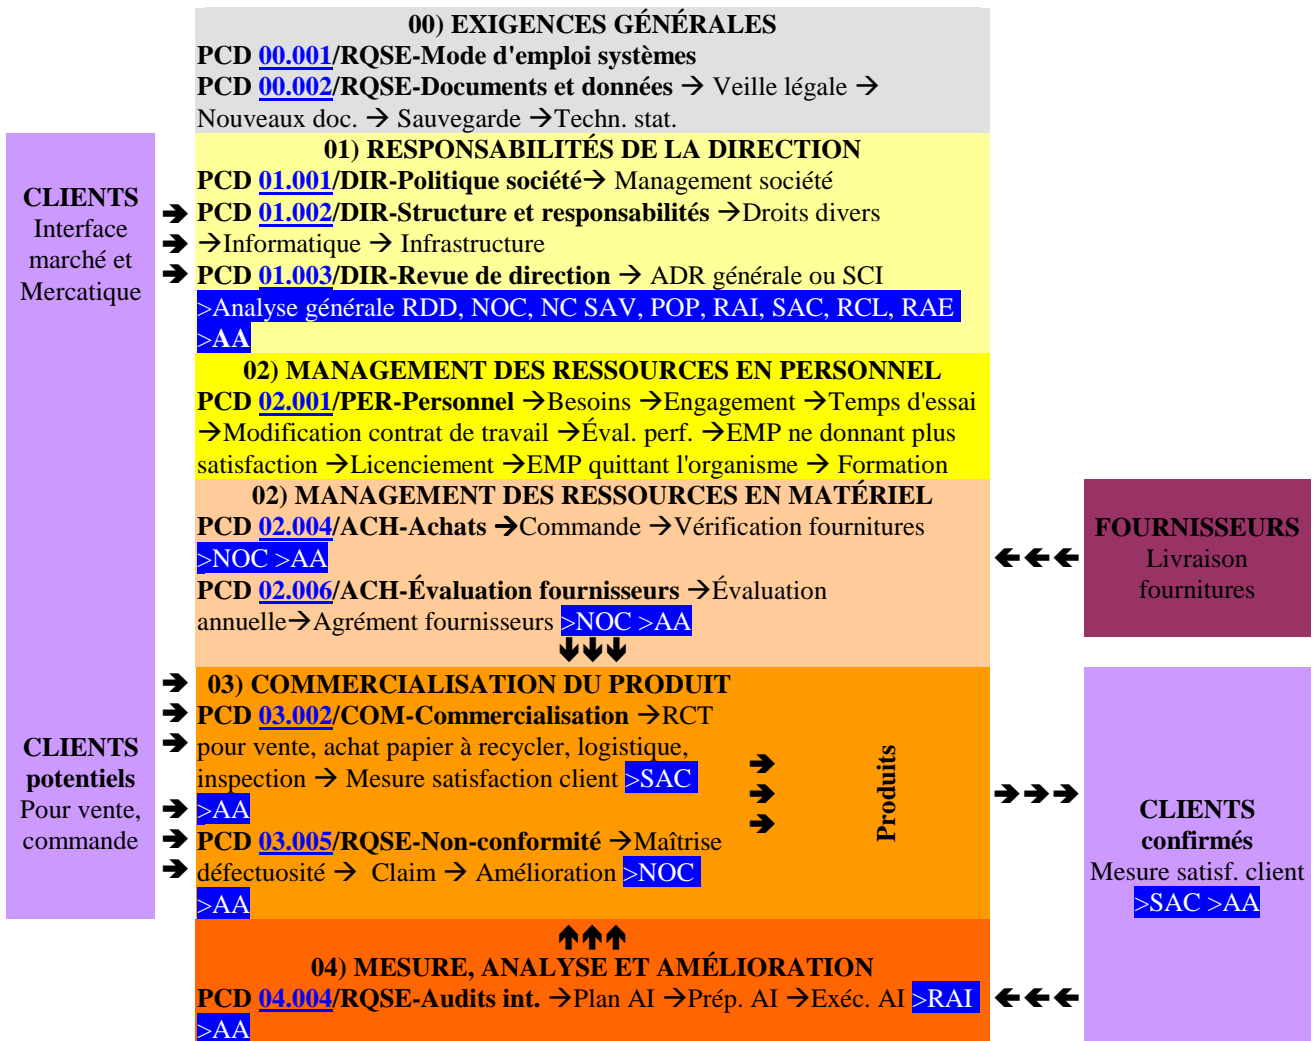 00) EXIGENCES GÉNÉRALES
PCD 00.001/RQSE-Mode d'emploi systèmes
PCD 00.002/RQSE-Documents et données → Veille légale →
Nouveaux doc. → Sauvegarde →Techn. stat.
01) RESPONSABILITÉS DE LA DIRECTION
PCD 01.001/DIR-Politique société→ Management société
PCD 01.002/DIR-Structure et responsabilités →Droits divers
→Informatique → Infrastructure
PCD 01.003/DIR-Revue de direction → ADR générale ou SCI
>Analyse générale RDD, NOC, NC SAV, POP, RAI, SAC, RCL, RAE
>AA
CLIENTS
Interface
marché et
Mercatique
02) MANAGEMENT DES RESSOURCES EN PERSONNEL
PCD 02.001/PER-Personnel →Besoins →Engagement →Temps d'essai
→Modification contrat de travail →Éval. perf. →EMP ne donnant plus
satisfaction →Licenciement →EMP quittant l'organisme → Formation
02) MANAGEMENT DES RESSOURCES EN MATÉRIEL
PCD 02.004/ACH-Achats →Commande →Vérification fournitures
>NOC >AA
PCD 02.006/ACH-Évaluation fournisseurs →Évaluation
annuelle→Agrément fournisseurs >NOC >AA
FOURNISSEURS
Livraison
fournitures
CLIENTS
potentiels
Pour vente,
commande
03) COMMERCIALISATION DU PRODUIT
PCD 03.002/COM-Commercialisation →RCT
pour vente, achat papier à recycler, logistique,
inspection → Mesure satisfaction client >SAC
>AA
PCD 03.005/RQSE-Non-conformité →Maîtrise
défectuosité → Claim → Amélioration >NOC
>AA
Produits
CLIENTS
confirmés
Mesure satisf. client
>SAC >AA
04) MESURE, ANALYSE ET AMÉLIORATION
PCD 04.004/RQSE-Audits int. →Plan AI →Prép. AI →Exéc. AI >RAI
>AA